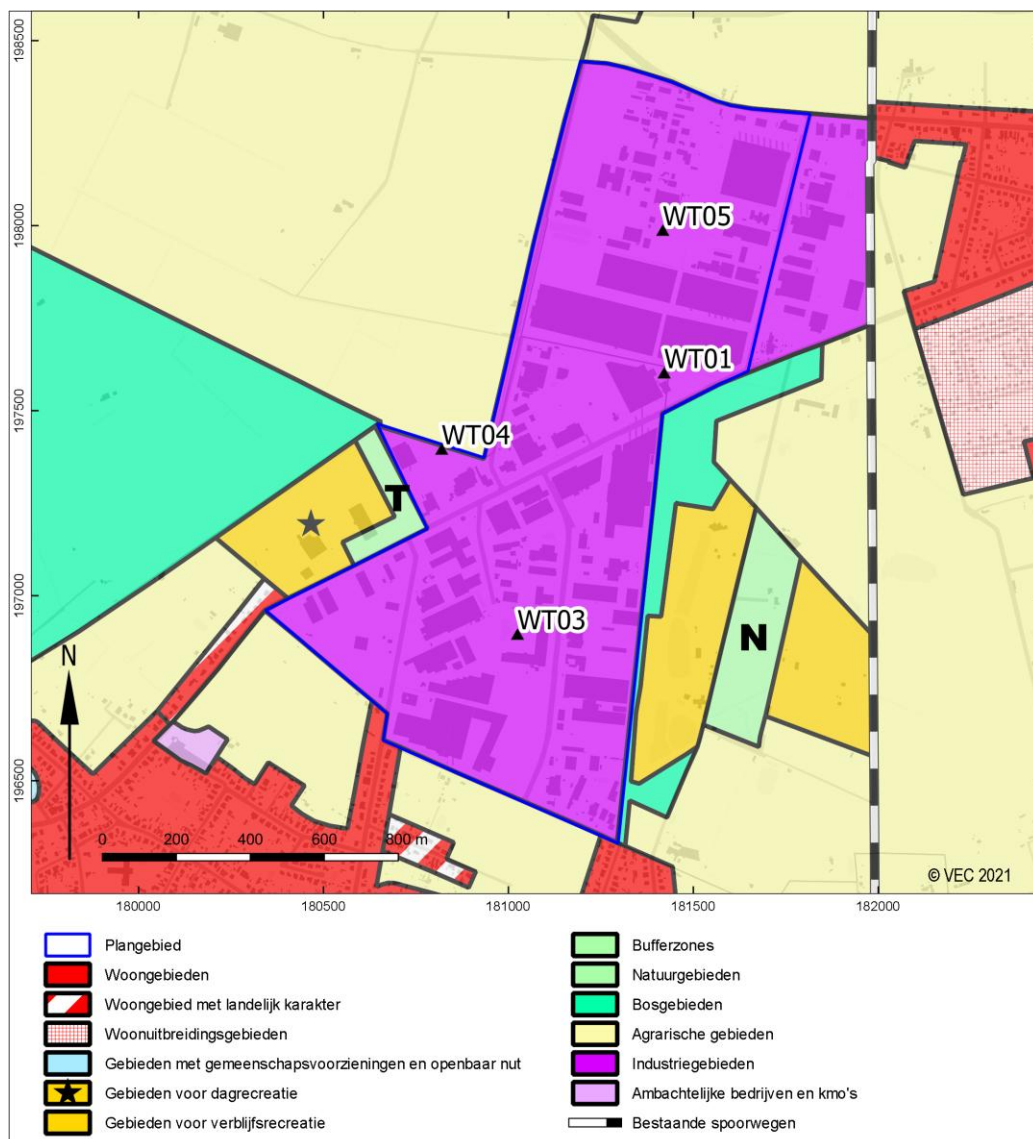 198500
198000
197500
197000
196500
WT05
WT01
WT04
T
WT03
N
N
0 200 400 600 800 m
© VEC 2021
180000 180500 181000 181500 182000
Plangebied
Woongebieden
Woongebied met landelijk karakter
Woonuitbreidingsgebieden
Gebieden met gemeenschapsvoorzieningen en openbaar nut
Gebieden voor dagrecreatie
Gebieden voor verblijfsrecreatie
Bufferzones
Natuurgebieden
Bosgebieden
Agrarische gebieden
Industriegebieden
Ambachtelijke bedrijven en kmo's
Bestaande spoorwegen